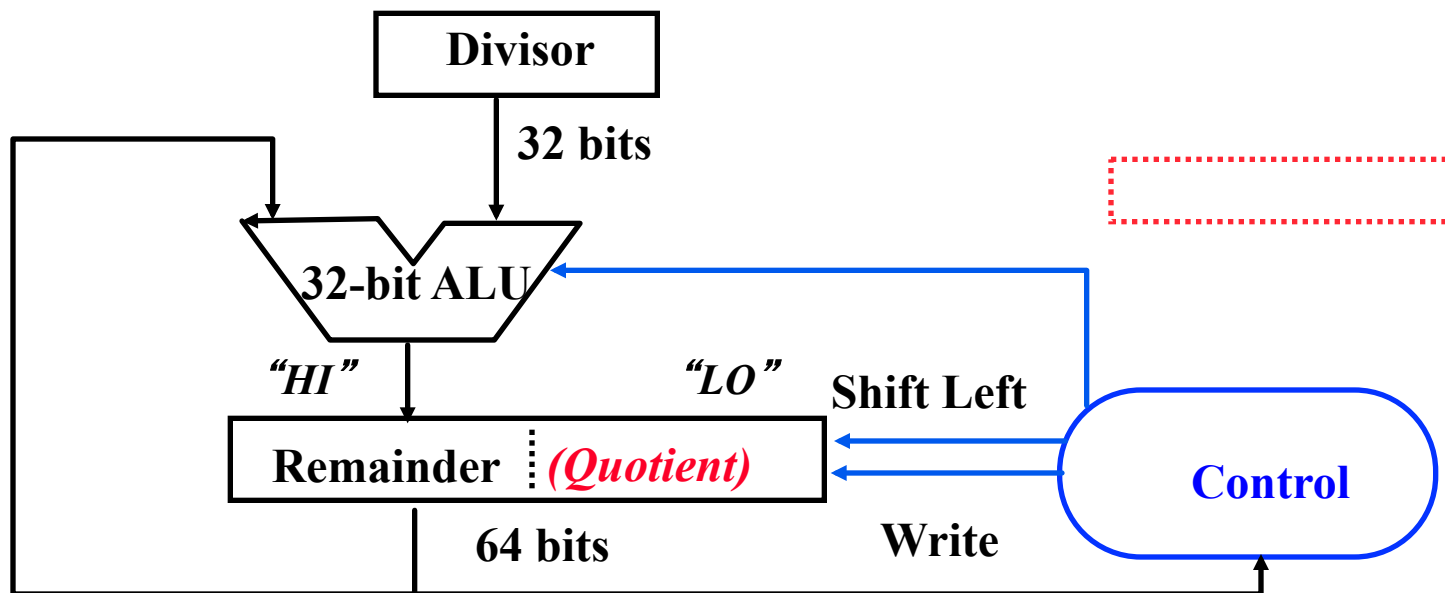 Divisor
32 bits
32-bit ALU
“HI”
“LO”
Shift Left
Remainder
(Quotient)
Control
64 bits
Write